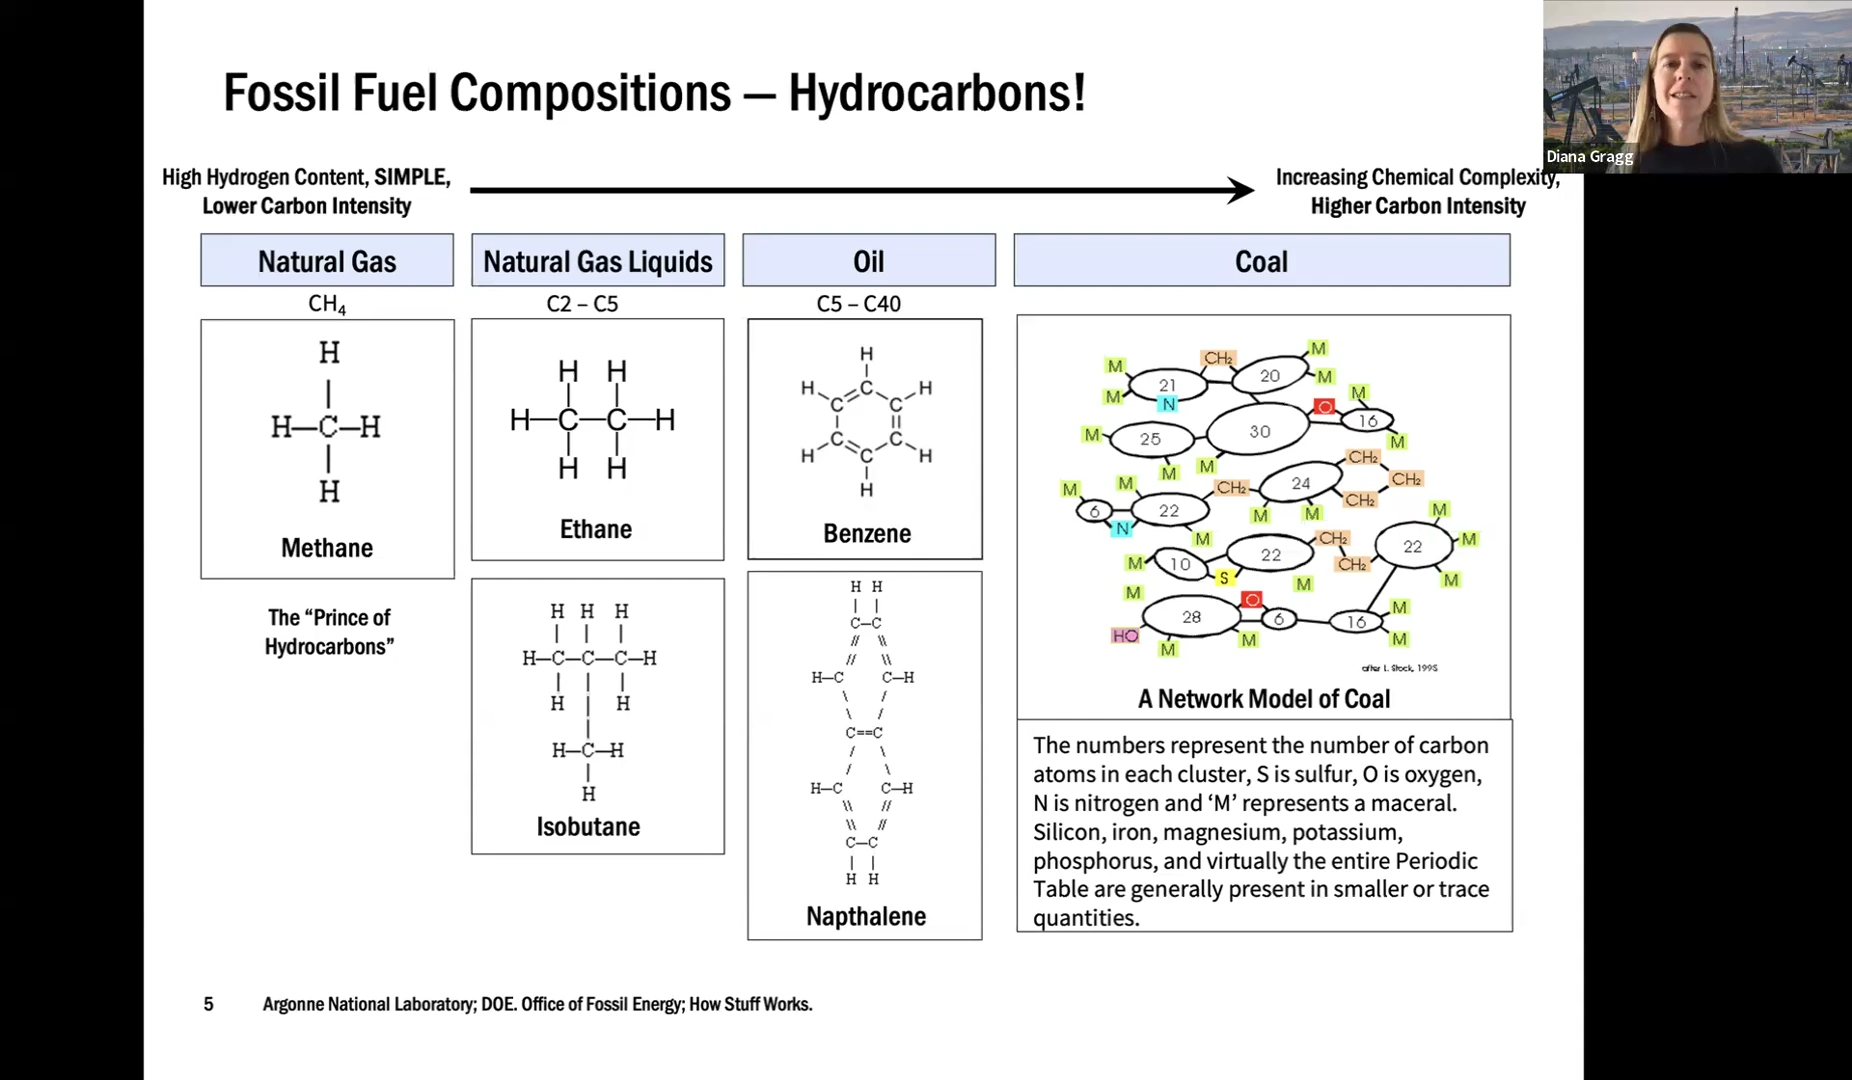 Fossil Fuel Compositions – Hydrocarbons!
Diana Gragg
High Hydrogen Content, SIMPLE,
Lower Carbon Intensity
Increasing Chemical Complexity,
Higher Carbon Intensity
Natural Gas
Natural Gas Liquids
Oil
Coal
CH₄
C2 – C5
C5 – C40
H
H–C–H
H
Methane
The “Prince of
Hydrocarbons”
H H
H–C–C–H
H H
Ethane
H H H
H–C–C–C–H
H H
H–C–H
H
Isobutane
H
H C H
C C
C C
H C H
H
Benzene
H H
C–C
H–C C–H
C==C
H–C C–H
C–C
H H
Napthalene
M CH₂ M
21 20 M
M N
M 25 30 O M 16
M M M
CH₂
M M CH₂ 24 CH₂
6 22 CH₂
N M M M
M
M 10 22 CH₂ 22 M
S CH₂ M
M M
28 O 6 16 M
HO M M M
after L. Stock, 1995
A Network Model of Coal
The numbers represent the number of carbon
atoms in each cluster, S is sulfur, O is oxygen,
N is nitrogen and ‘M’ represents a maceral.
Silicon, iron, magnesium, potassium,
phosphorus, and virtually the entire Periodic
Table are generally present in smaller or trace
quantities.
5 Argonne National Laboratory; DOE. Office of Fossil Energy; How Stuff Works.